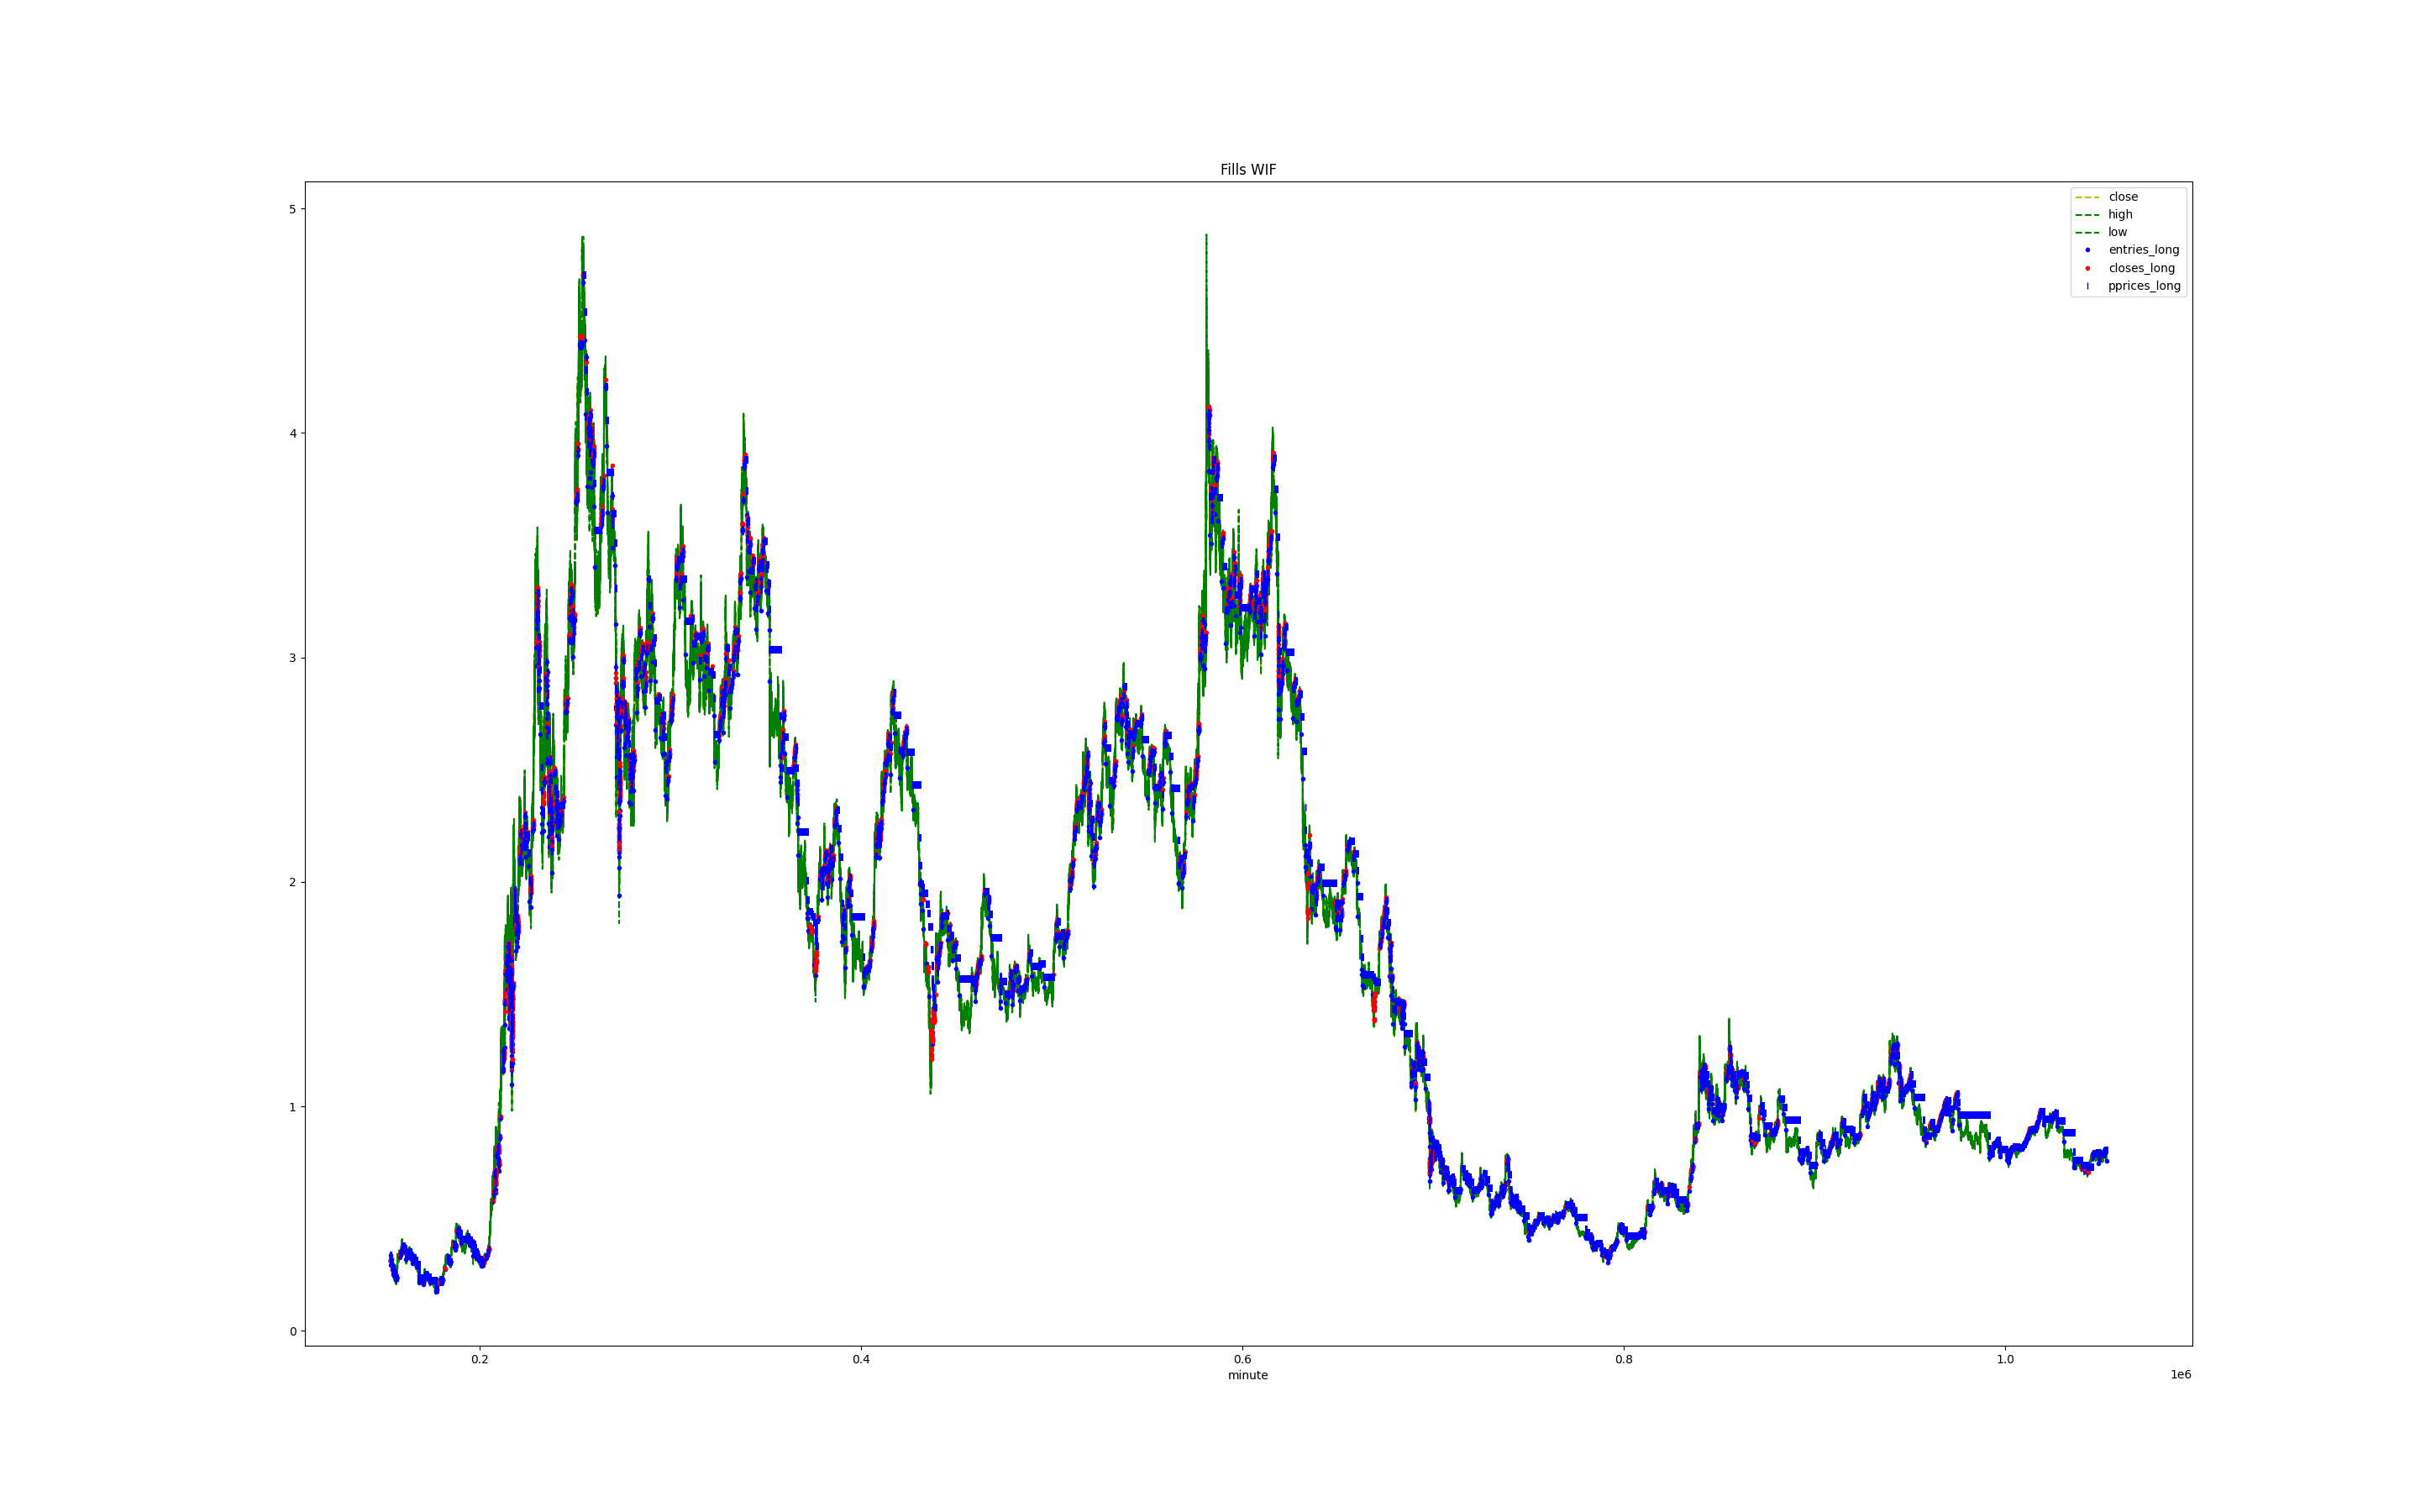 Fills WIF
close
high
low
entries_long
closes_long
pprices_long
5
4
3
2
1
0
0.2
0.4
0.6
0.8
1.0
minute
1e6